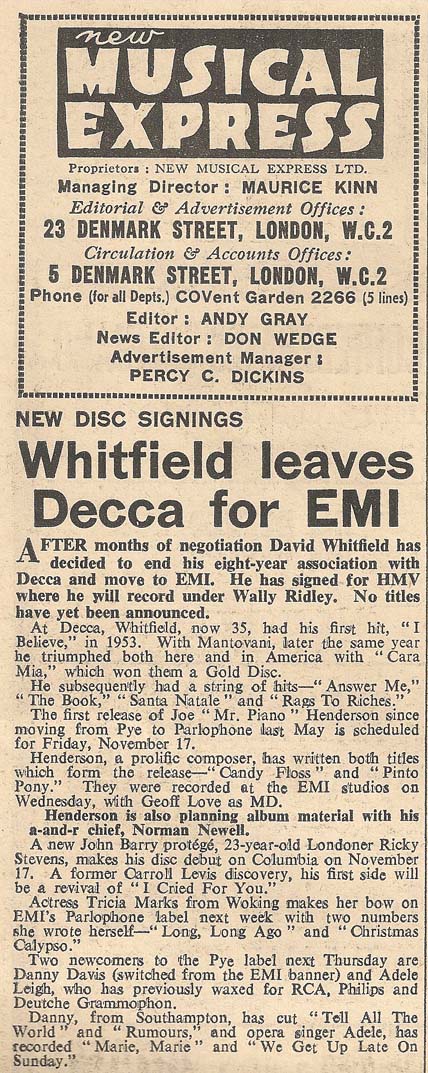 new
MUSICAL
EXPRESS
Proprietors : NEW MUSICAL EXPRESS LTD.
Managing Director : MAURICE KINN
Editorial & Advertisement Offices :
23 DENMARK STREET, LONDON, W.C.2
Circulation & Accounts Offices :
5 DENMARK STREET, LONDON, W.C.2
Phone (for all Depts.) COVent Garden 2266 (5 lines)
Editor : ANDY GRAY
News Editor : DON WEDGE
Advertisement Manager :
PERCY C. DICKINS
NEW DISC SIGNINGS
Whitfield leaves
Decca for EMI
AFTER months of negotiation David Whitfield has
decided to end his eight-year association with
Decca and move to EMI. He has signed for HMV
where he will record under Wally Ridley. No titles
have yet been announced.
At Decca, Whitfield, now 35, had his first hit, "I
Believe," in 1953. With Mantovani, later the same year
he triumphed both here and in America with "Cara
Mia," which won them a Gold Disc.
He subsequently had a string of hits—"Answer Me,"
"The Book," "Santa Natale" and "Rags To Riches."
The first release of Joe "Mr. Piano" Henderson since
moving from Pye to Parlophone last May is scheduled
for Friday, November 17.
Henderson, a prolific composer, has written both titles
which form the release—"Candy Floss" and "Pinto
Pony." They were recorded at the EMI studios on
Wednesday, with Geoff Love as MD.
Henderson is also planning album material with his
a-and-r chief, Norman Newell.
A new John Barry protégé, 23-year-old Londoner Ricky
Stevens, makes his disc debut on Columbia on November
17. A former Carroll Levis discovery, his first side will
be a revival of "I Cried For You."
Actress Tricia Marks from Woking makes her bow on
EMI's Parlophone label next week with two numbers
she wrote herself—"Long, Long Ago" and "Christmas
Calypso."
Two newcomers to the Pye label next Thursday are
Danny Davis (switched from the EMI banner) and Adele
Leigh, who has previously waxed for RCA, Philips and
Deutche Grammophon.
Danny, from Southampton, has cut "Tell All The
World" and "Rumours," and opera singer Adele, has
recorded "Marie, Marie" and "We Get Up Late On
Sunday."